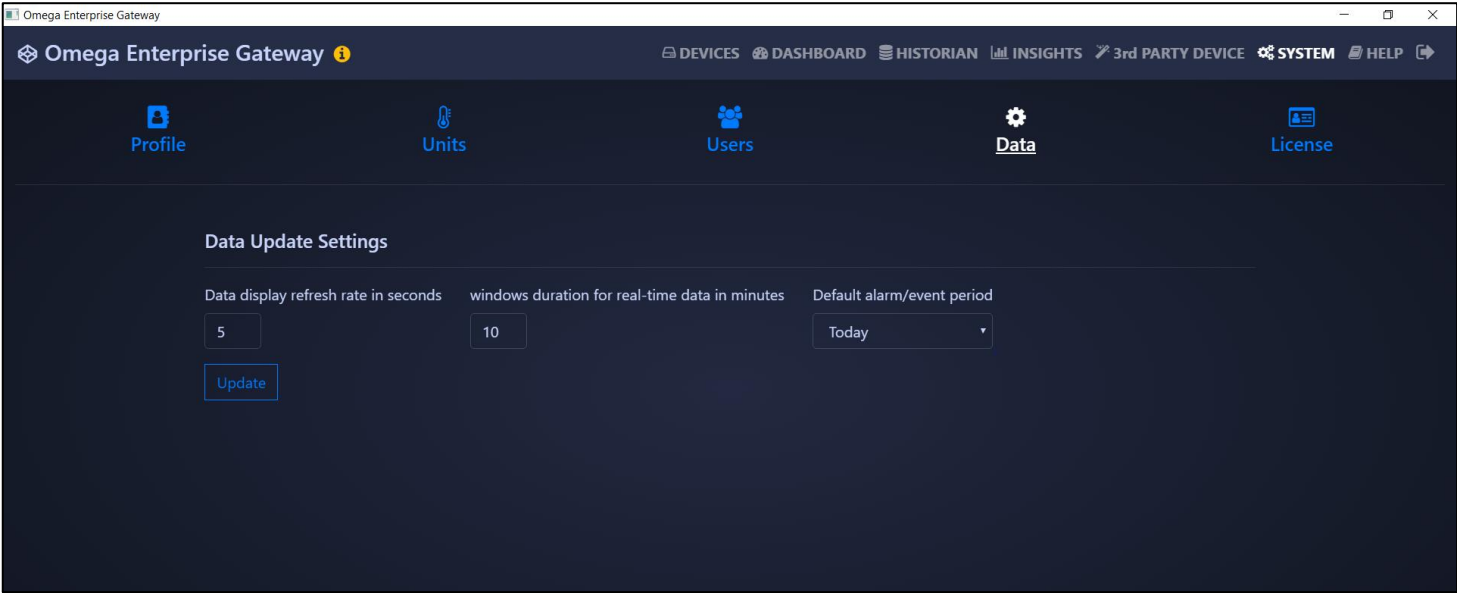 Omega Enterprise Gateway
Omega Enterprise Gateway DEVICES DASHBOARD HISTORIAN INSIGHTS 3rd PARTY DEVICE SYSTEM HELP
Profile Units Users Data License
Data Update Settings
Data display refresh rate in seconds windows duration for real-time data in minutes Default alarm/event period
5 10 Today
Update